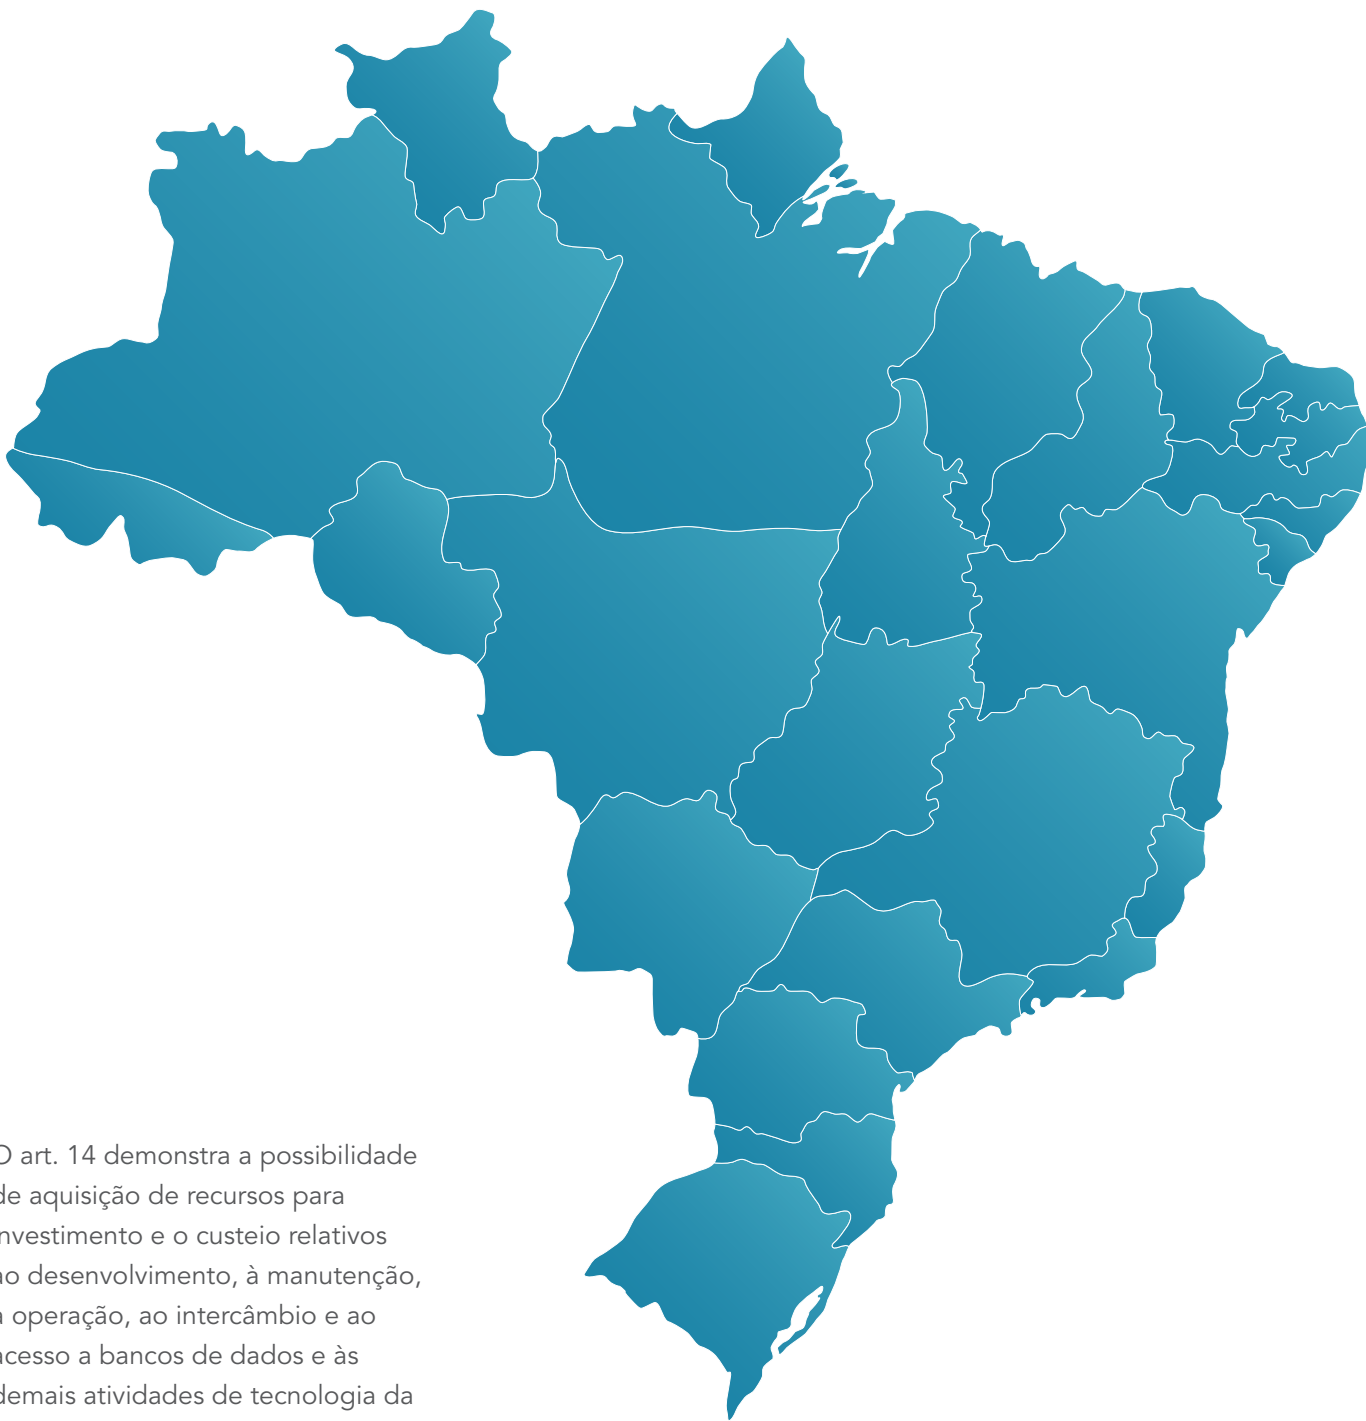 O art. 14 demonstra a possibilidade
de aquisição de recursos para
investimento e o custeio relativos
ao desenvolvimento, à manutenção,
à operação, ao intercâmbio e ao
acesso a bancos de dados e às
demais atividades de tecnologia da